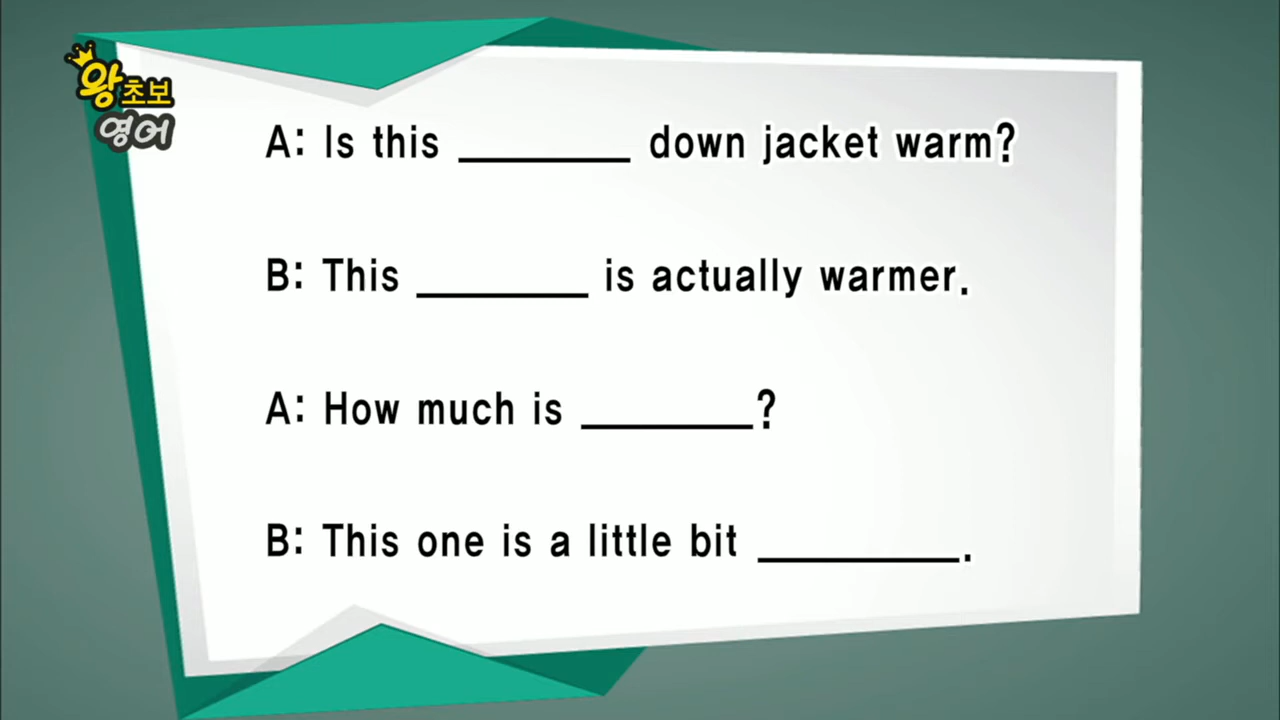 왕초보
영어
A: Is this ________ down jacket warm?
B: This ________ is actually warmer.
A: How much is ________?
B: This one is a little bit _________.